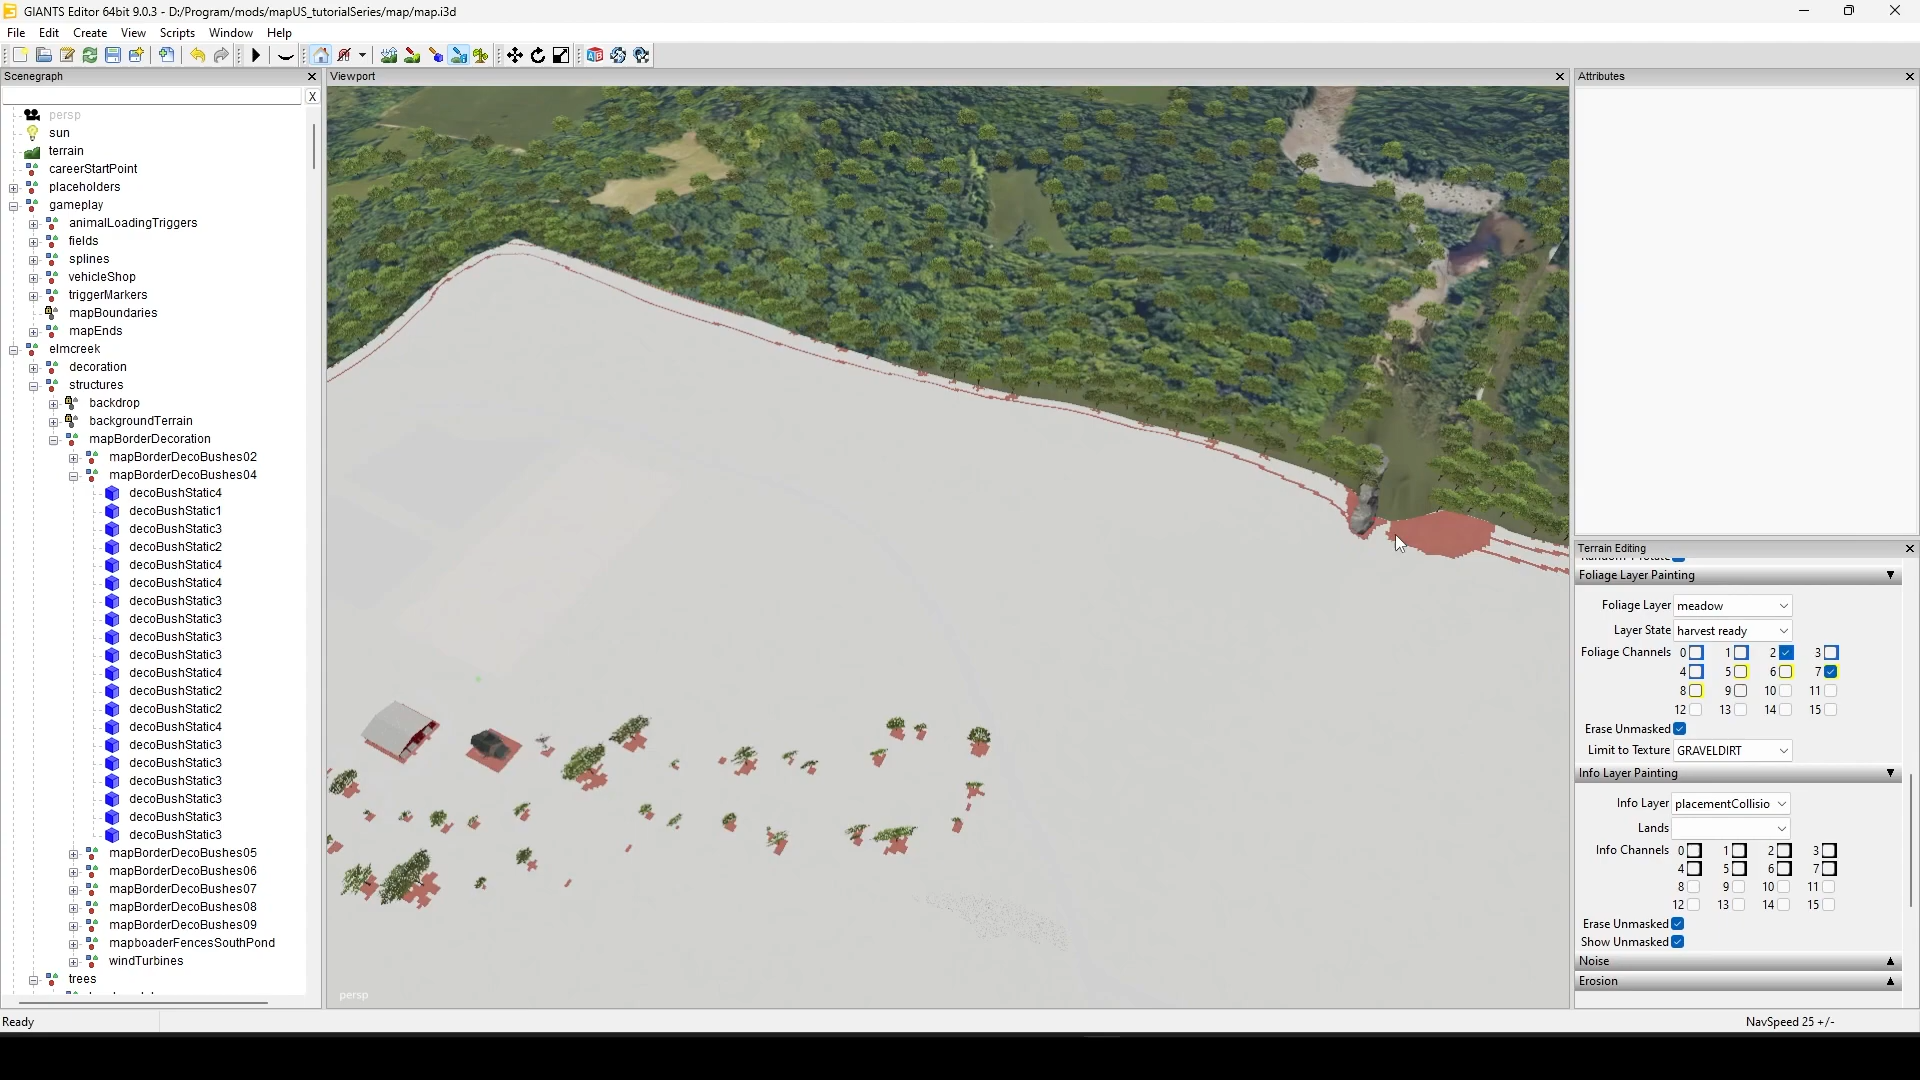 GIANTS Editor 64bit 9.0.3 - D:/Program/mods/mapUS_tutorialSeries/map/map.i3d
File Edit Create View Scripts Window Help
Scenegraph
X
persp
sun
terrain
careerStartPoint
placeholders
gameplay
animalLoadingTriggers
fields
splines
vehicleShop
triggerMarkers
mapBoundaries
mapEnds
elmcreek
decoration
structures
backdrop
backgroundTerrain
mapBorderDecoration
mapBorderDecoBushes02
mapBorderDecoBushes04
decoBushStatic4
decoBushStatic1
decoBushStatic3
decoBushStatic2
decoBushStatic4
decoBushStatic4
decoBushStatic3
decoBushStatic3
decoBushStatic3
decoBushStatic3
decoBushStatic4
decoBushStatic2
decoBushStatic2
decoBushStatic4
decoBushStatic3
decoBushStatic3
decoBushStatic3
decoBushStatic3
decoBushStatic3
decoBushStatic3
mapBorderDecoBushes05
mapBorderDecoBushes06
mapBorderDecoBushes07
mapBorderDecoBushes08
mapBorderDecoBushes09
mapboaderFencesSouthPond
windTurbines
trees
Viewport
persp
Attributes
Terrain Editing
Foliage Layer Painting
Foliage Layer meadow
Layer State harvest ready
Foliage Channels 0 1 2 3
4 5 6 7
8 9 10 11
12 13 14 15
Erase Unmasked
Limit to Texture GRAVELDIRT
Info Layer Painting
Info Layer placementCollisio
Lands
Info Channels 0 1 2 3
4 5 6 7
8 9 10 11
12 13 14 15
Erase Unmasked
Show Unmasked
Noise
Erosion
Ready
NavSpeed 25 +/-